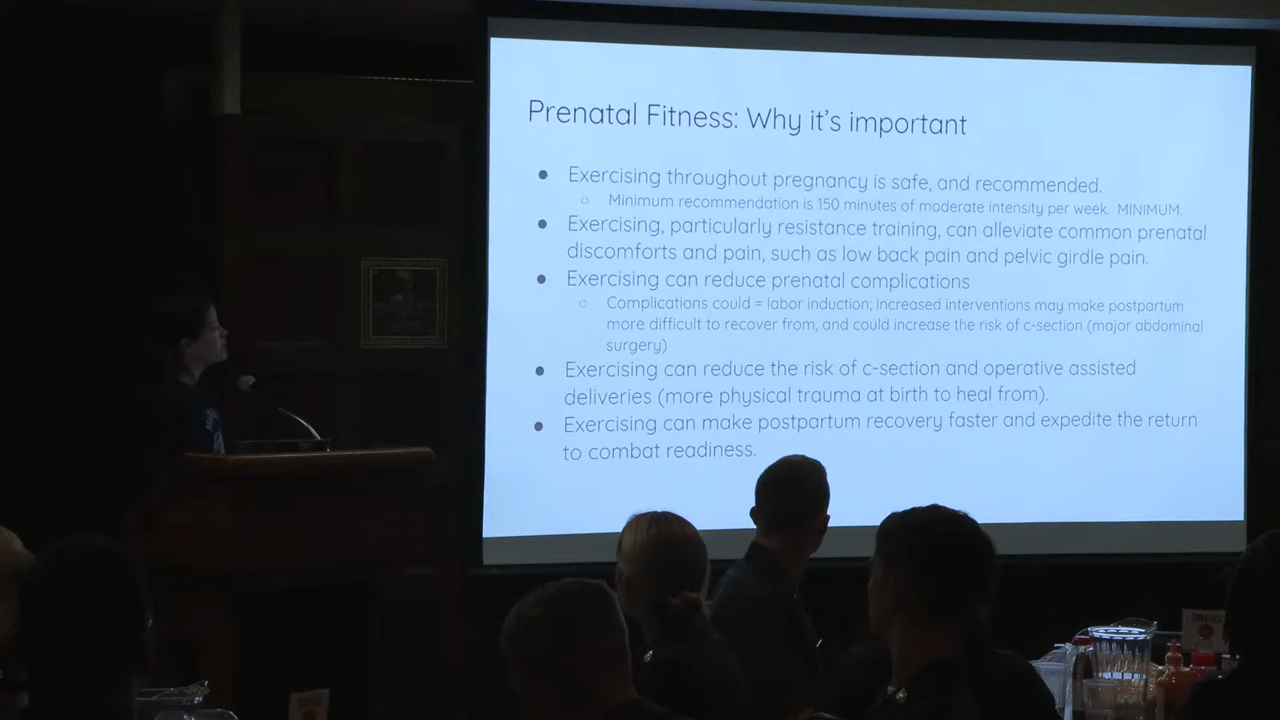 Prenatal Fitness: Why it's important
● Exercising throughout pregnancy is safe, and recommended.
○ Minimum recommendation is 150 minutes of moderate intensity per week. MINIMUM.
● Exercising, particularly resistance training, can alleviate common prenatal
discomforts and pain, such as low back pain and pelvic girdle pain.
● Exercising can reduce prenatal complications
○ Complications could = labor induction; increased interventions may make postpartum
more difficult to recover from, and could increase the risk of c-section (major abdominal
surgery)
● Exercising can reduce the risk of c-section and operative assisted
deliveries (more physical trauma at birth to heal from).
● Exercising can make postpartum recovery faster and expedite the return
to combat readiness.